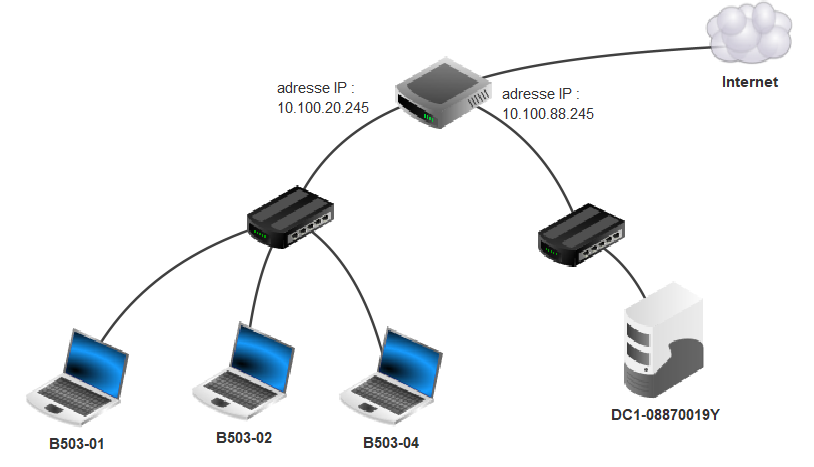 Internet
adresse IP :
10.100.20.245
adresse IP :
10.100.88.245
B503-01
B503-02
B503-04
DC1-08870019Y